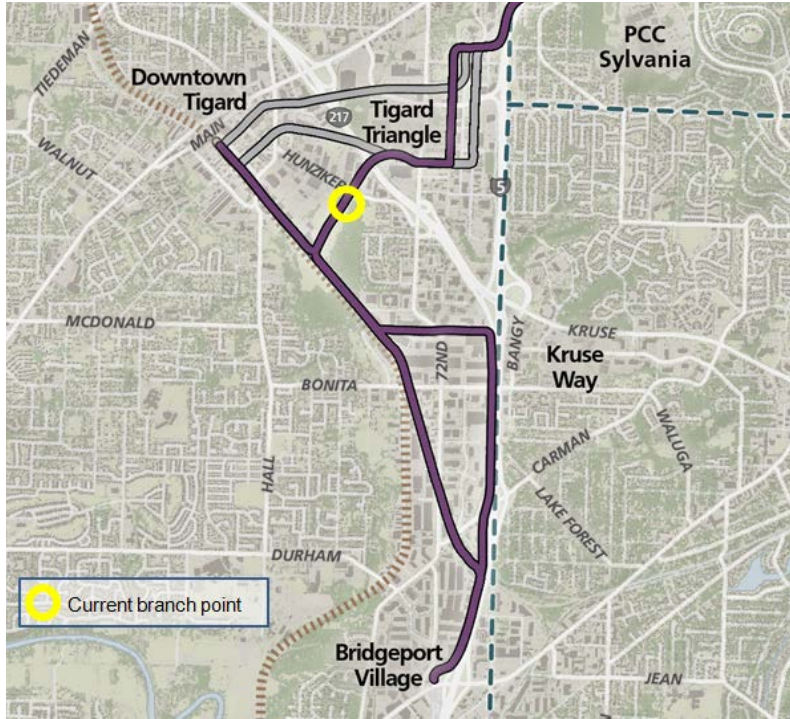 PCC
Sylvania
TIEDEMAN
Downtown
Tigard
217
Tigard
Triangle
MAIN
WALNUT
HUNZIKER
5
MCDONALD
BANGY
KRUSE
72ND
Kruse
Way
BONITA
WALUGA
CARMAN
HALL
LAKE FOREST
DURHAM
Current branch point
Bridgeport
Village
JEAN